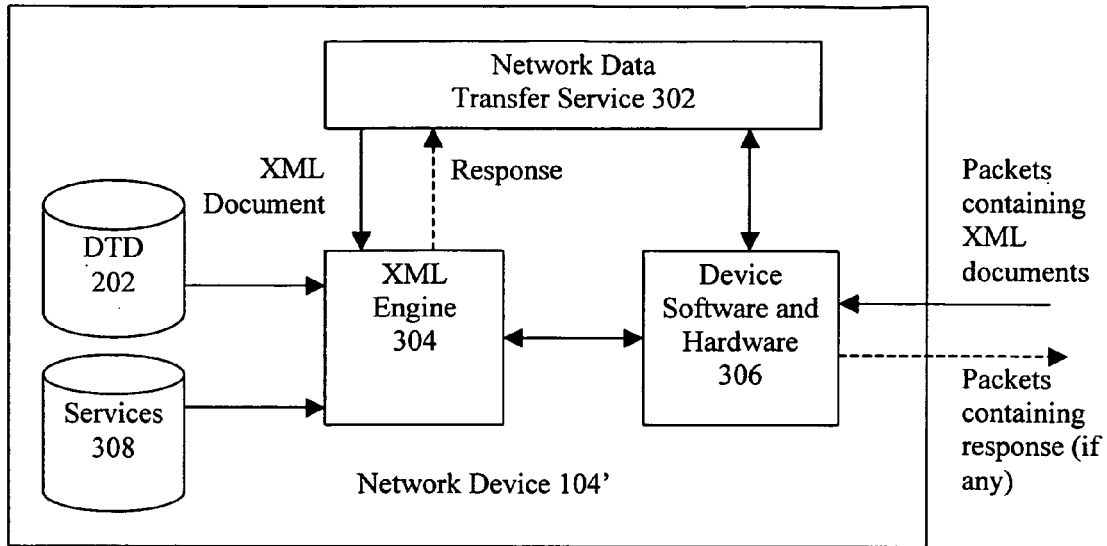 Network Data
Transfer Service 302
XML
Document
Response
Packets
containing
XML
documents
DTD
202
XML
Engine
304
Device
Software and
Hardware
306
Services
308
Packets
containing
response (if
any)
Network Device 104’